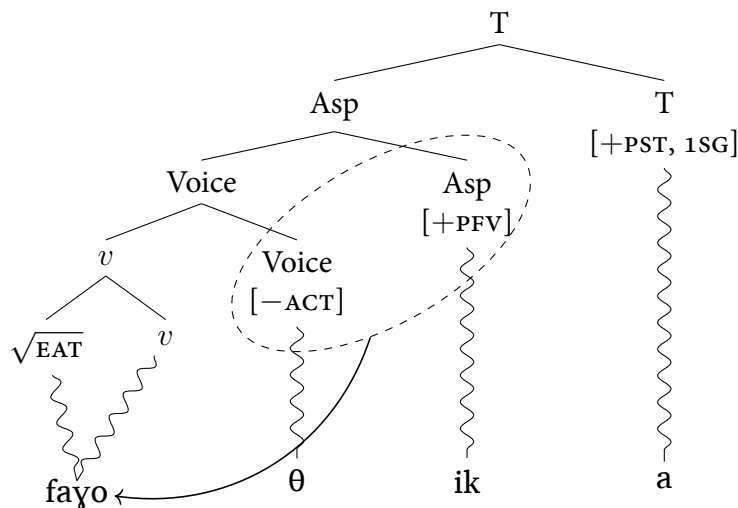 T
Asp
T
[+PST, 1SG]
Voice
Asp
[+PFV]
v
Voice
[−ACT]
√EAT
v
faɣo
θ
ik
a